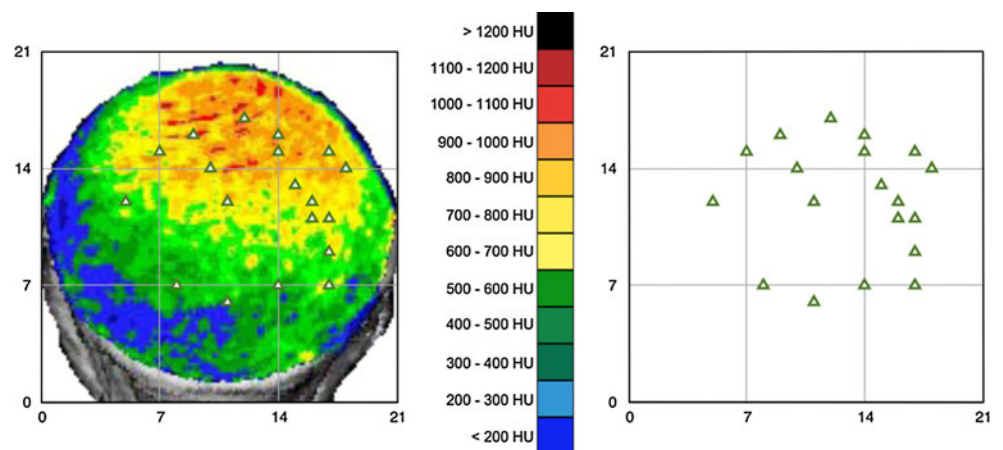 21
14
7
0
0 7 14 21
> 1200 HU
1100 - 1200 HU
1000 - 1100 HU
900 - 1000 HU
800 - 900 HU
700 - 800 HU
600 - 700 HU
500 - 600 HU
400 - 500 HU
300 - 400 HU
200 - 300 HU
< 200 HU
21
14
7
0
0 7 14 21